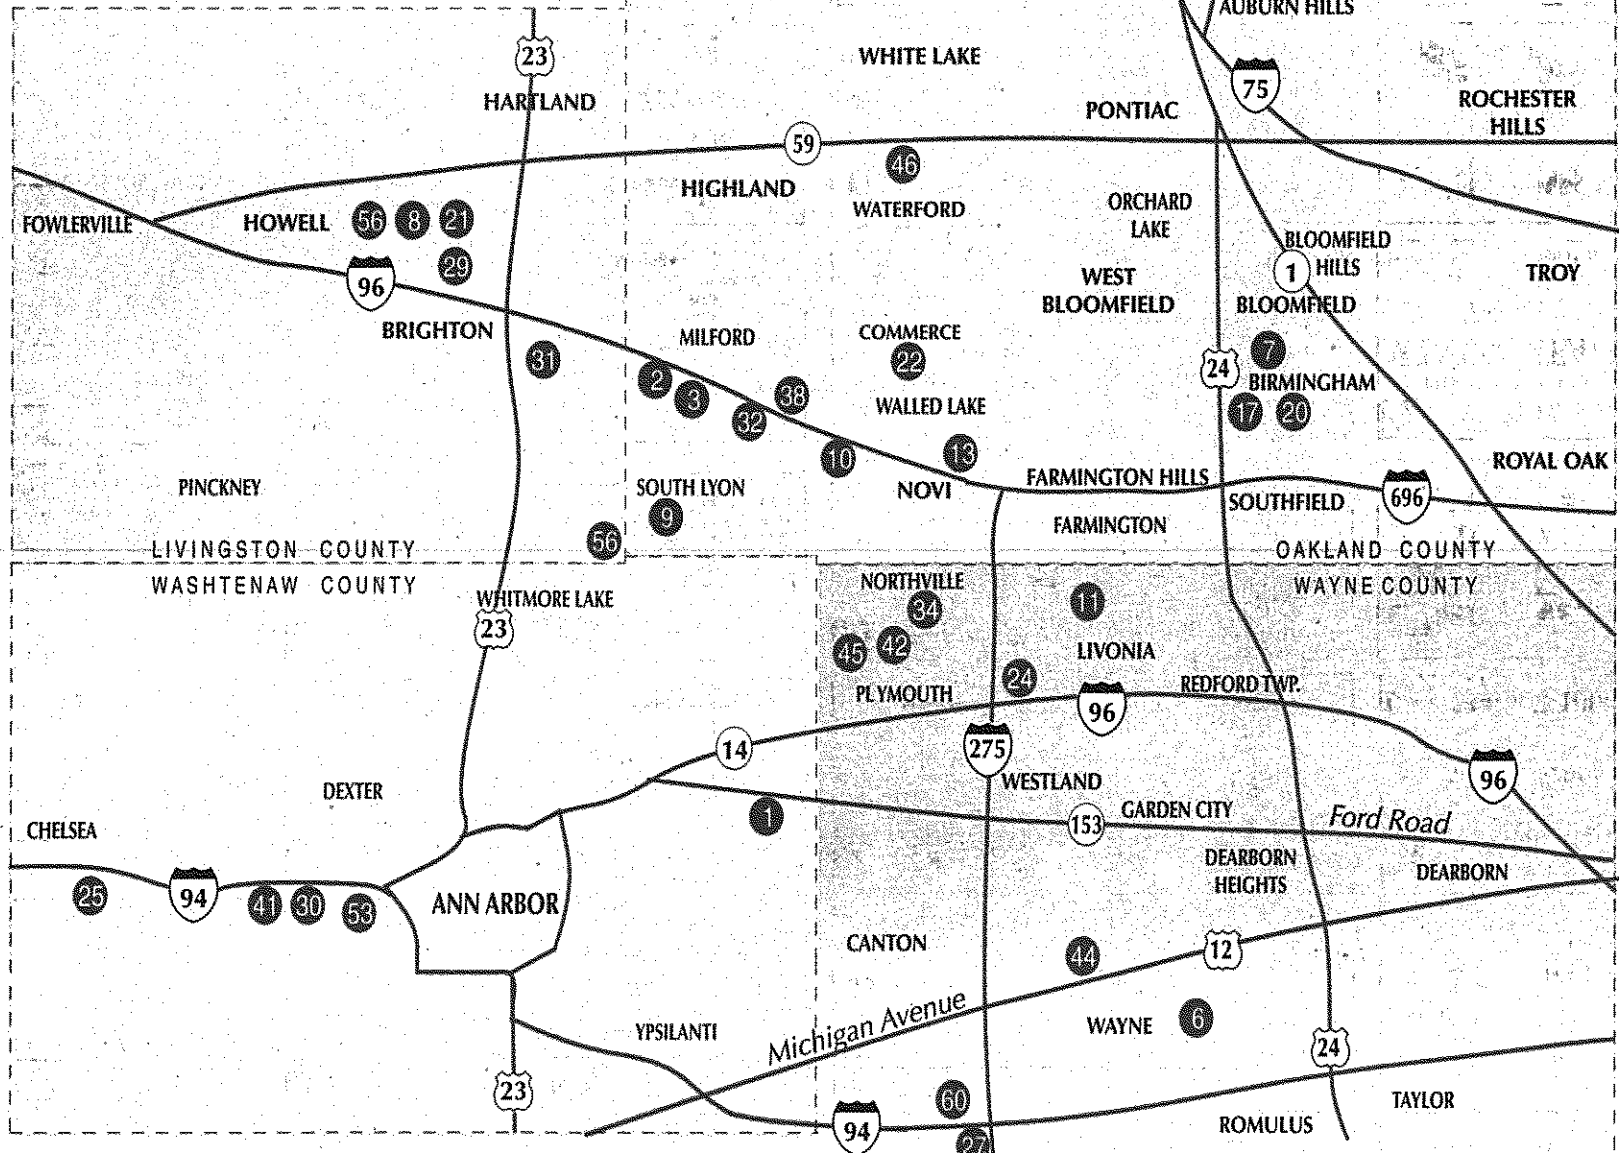 AUBURN HILLS
23
WHITE LAKE
75
HARTLAND
PONTIAC
ROCHESTER
HILLS
59
46
HIGHLAND
WATERFORD
ORCHARD
LAKE
FOWLERVILLE
HOWELL 56 8 21
29
96
BLOOMFIELD
HILLS
1
TROY
WEST
BLOOMFIELD
BLOOMFIELD
BRIGHTON
MILFORD
COMMERCE
22
7
31
2
3
38
32
24
BIRMINGHAM
17 20
WALLED LAKE
10
13
ROYAL OAK
PINCKNEY
SOUTH LYON
9
NOVI
FARMINGTON HILLS
SOUTHFIELD
696
FARMINGTON
56
LIVINGSTON COUNTY
WASHTENAW COUNTY
OAKLAND COUNTY
WAYNE COUNTY
WHITMORE LAKE
23
NORTHVILLE
34
11
45 42
LIVONIA
PLYMOUTH
24
REDFORD TWP.
96
14
275
96
WESTLAND
DEXTER
1
153
GARDEN CITY
Ford Road
CHELSEA
DEARBORN
HEIGHTS
DEARBORN
25
94
41 30 53
ANN ARBOR
CANTON
44
12
Michigan Avenue
YPSILANTI
WAYNE
6
24
23
60
94
27
ROMULUS
TAYLOR